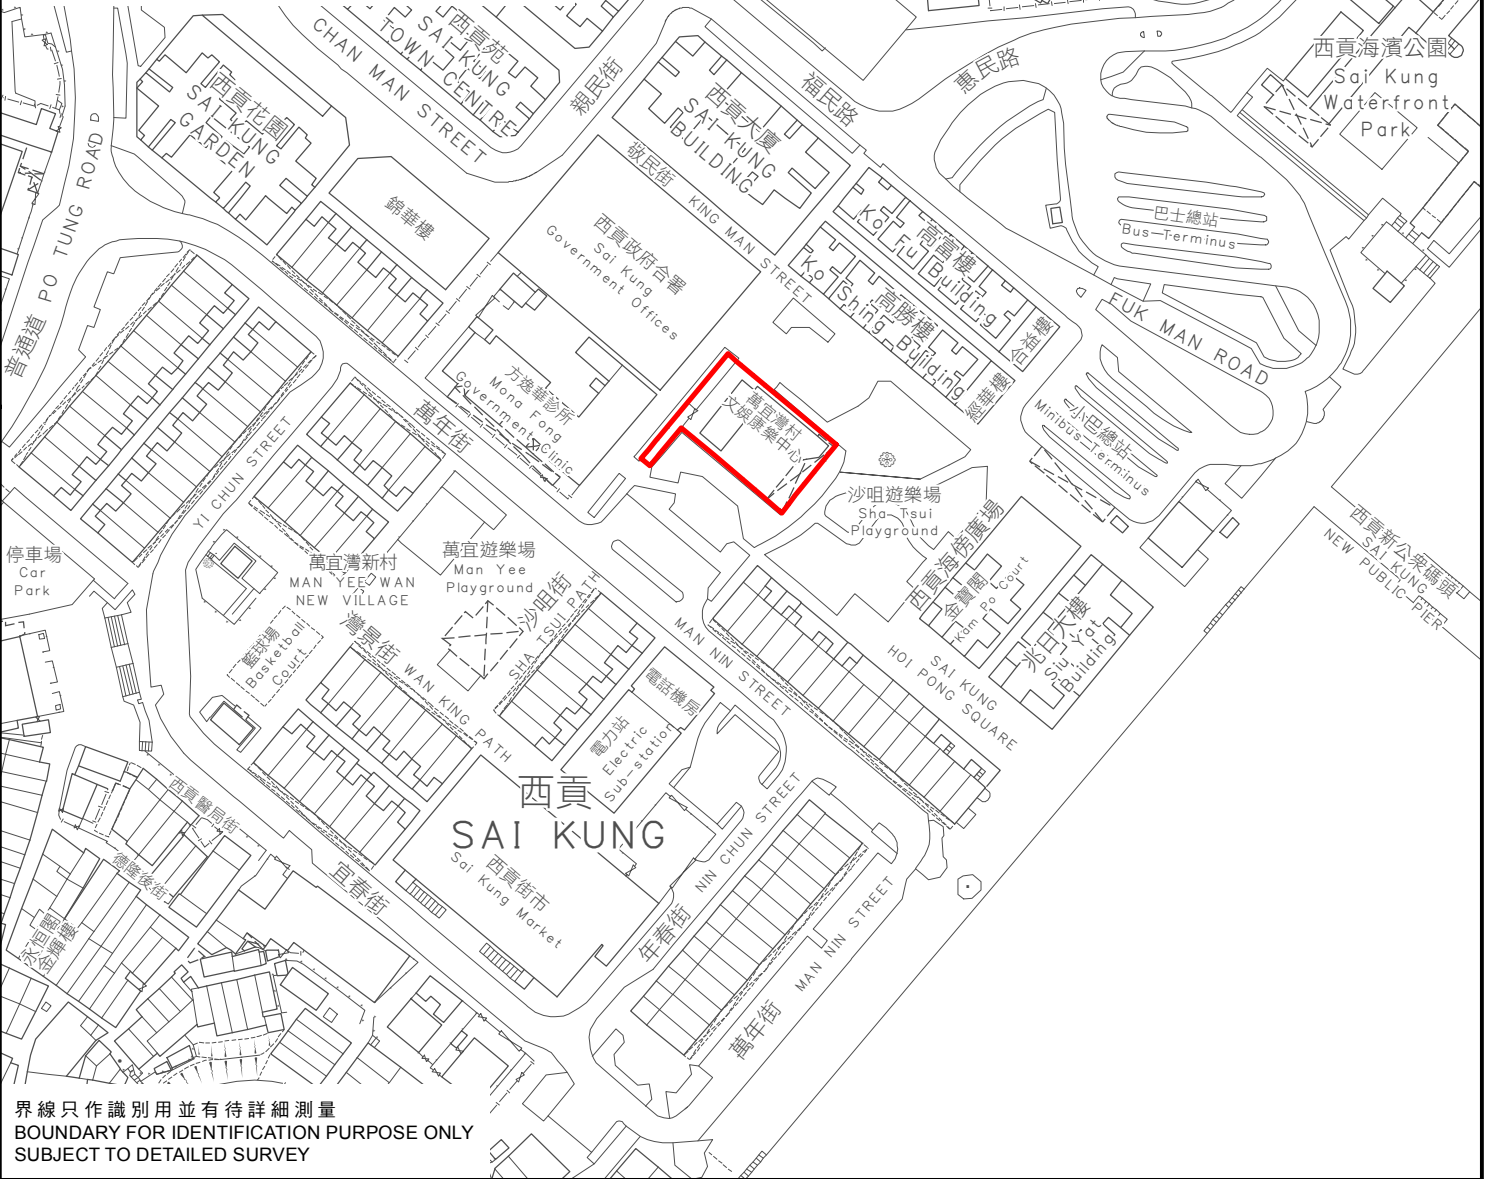 西貢苑
SAI KUNG
TOWN CENTRE
CHAN MAN STREET
親民街
西貢花園
SAI KUNG
GARDEN
錦華樓
西貢大廈
SAI KUNG
BUILDING
福民路
惠民路
西貢海濱公園
Sai Kung
Waterfront
Park
敬民街
KING MAN STREET
西貢政府合署
Sai Kung
Government Offices
高富樓
Ko Fu Building
高勝樓
Ko Shing Building
合益樓
經華樓
巴士總站
Bus Terminus
FUK MAN ROAD
小巴總站
Minibus Terminus
普通道 PO TUNG ROAD
方逸華診所
Mona Fong
Government Clinic
萬年街
萬宜灣村
文娛康樂中心
沙咀遊樂場
Sha Tsui
Playground
YI CHUN STREET
停車場
Car
Park
萬宜灣新村
MAN YEE WAN
NEW VILLAGE
萬宜遊樂場
Man Yee
Playground
沙咀街
SHA TSUI PATH
籃球場
Basketball
Court
灣景街 WAN KING PATH
MAN NIN STREET
西貢海傍廣場
SAI KUNG
HOI PONG SQUARE
金寶閣
Kam Po Court
兆日大樓
Siu Yat
Building
西貢新公眾碼頭
SAI KUNG
NEW PUBLIC PIER
電話機房
電力站
Electric
Sub-station
西貢
SAI KUNG
西貢街市
Sai Kung Market
西貢醫局街
德隆後街
宜春街
永恒閣
金輝樓
年春街 NIN CHUN STREET
萬年街 MAN NIN STREET
界線只作識別用並有待詳細測量
BOUNDARY FOR IDENTIFICATION PURPOSE ONLY
SUBJECT TO DETAILED SURVEY